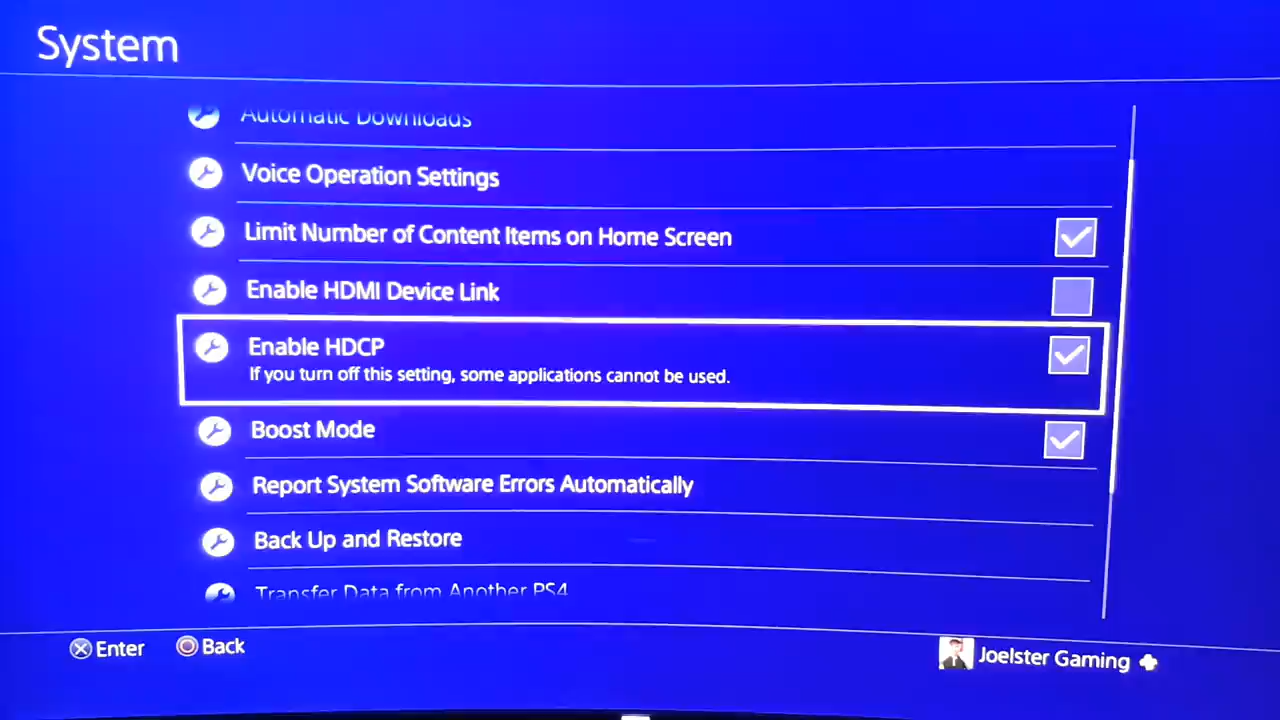 System
Automatic Downloads
Voice Operation Settings
Limit Number of Content Items on Home Screen
Enable HDMI Device Link
Enable HDCP
If you turn off this setting, some applications cannot be used.
Boost Mode
Report System Software Errors Automatically
Back Up and Restore
Transfer Data from Another PS4
Enter Back Joelster Gaming